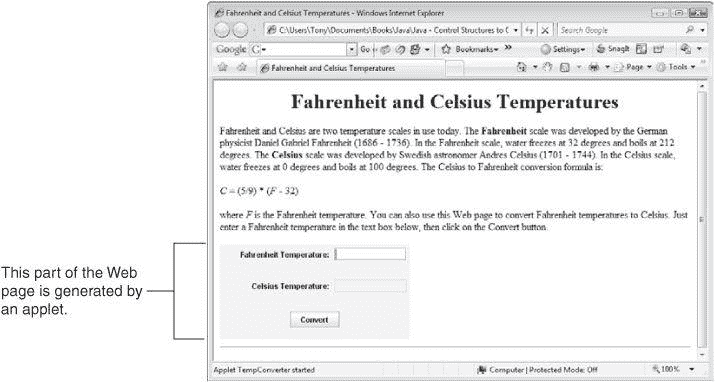 Fahrenheit and Celsius Temperatures - Windows Internet Explorer
C:\Users\Tony\Documents\Books\Java\Java - Control Structures to C
Search Google
Google
G
Go
Bookmarks
»
Settings
SnagIt
Fahrenheit and Celsius Temperatures
Page
Tools
»
Fahrenheit and Celsius Temperatures
Fahrenheit and Celsius are two temperature scales in use today. The Fahrenheit scale was developed by the German
physicist Daniel Gabriel Fahrenheit (1686 - 1736). In the Fahrenheit scale, water freezes at 32 degrees and boils at 212
degrees. The Celsius scale was developed by Swedish astronomer Andres Celsius (1701 - 1744). In the Celsius scale,
water freezes at 0 degrees and boils at 100 degrees. The Celsius to Fahrenheit conversion formula is:
C = (5/9) * (F - 32)
where F is the Fahrenheit temperature. You can also use this Web page to convert Fahrenheit temperatures to Celsius. Just
enter a Fahrenheit temperature in the text box below, then click on the Convert button.
This part of the Web
page is generated by
an applet.
Fahrenheit Temperature:
Celsius Temperature:
Convert
Applet TempConverter started
Computer | Protected Mode: Off
100%